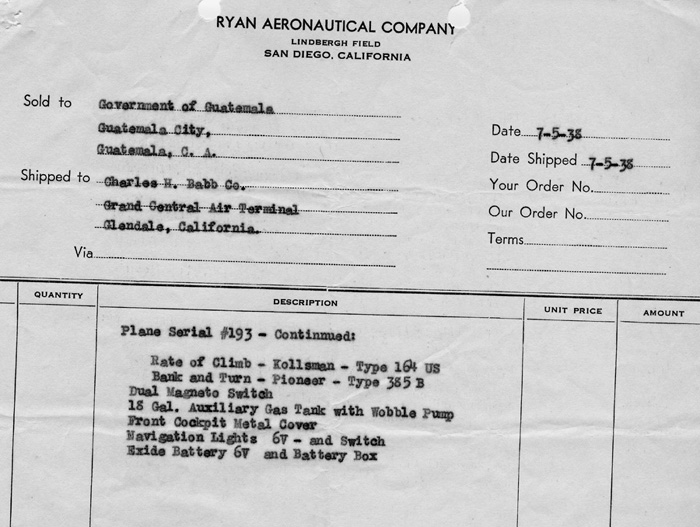 RYAN AERONAUTICAL COMPANY
LINDBERGH FIELD
SAN DIEGO, CALIFORNIA
Sold to Government of Guatemala
Guatemala City,
Guatemala, C. A.
Shipped to Charles H. Babb Co.
Grand Central Air Terminal
Glendale, California.
Via
Date 7-5-38
Date Shipped 7-5-38
Your Order No.
Our Order No.
Terms
QUANTITY DESCRIPTION UNIT PRICE AMOUNT
Plane Serial #193 - Continnued:
Rate of Climb - Kollsman - Type 164 US
Bank and Turn - Pioneer - Type 385 B
Dual Magneto Switch
18 Gal. Auxiliary Gas Tank with Wobble Pump
Front Cockpit Metal Cover
Navigation Lights 6V - and Switch
Exide Battery 6V and Battery Box